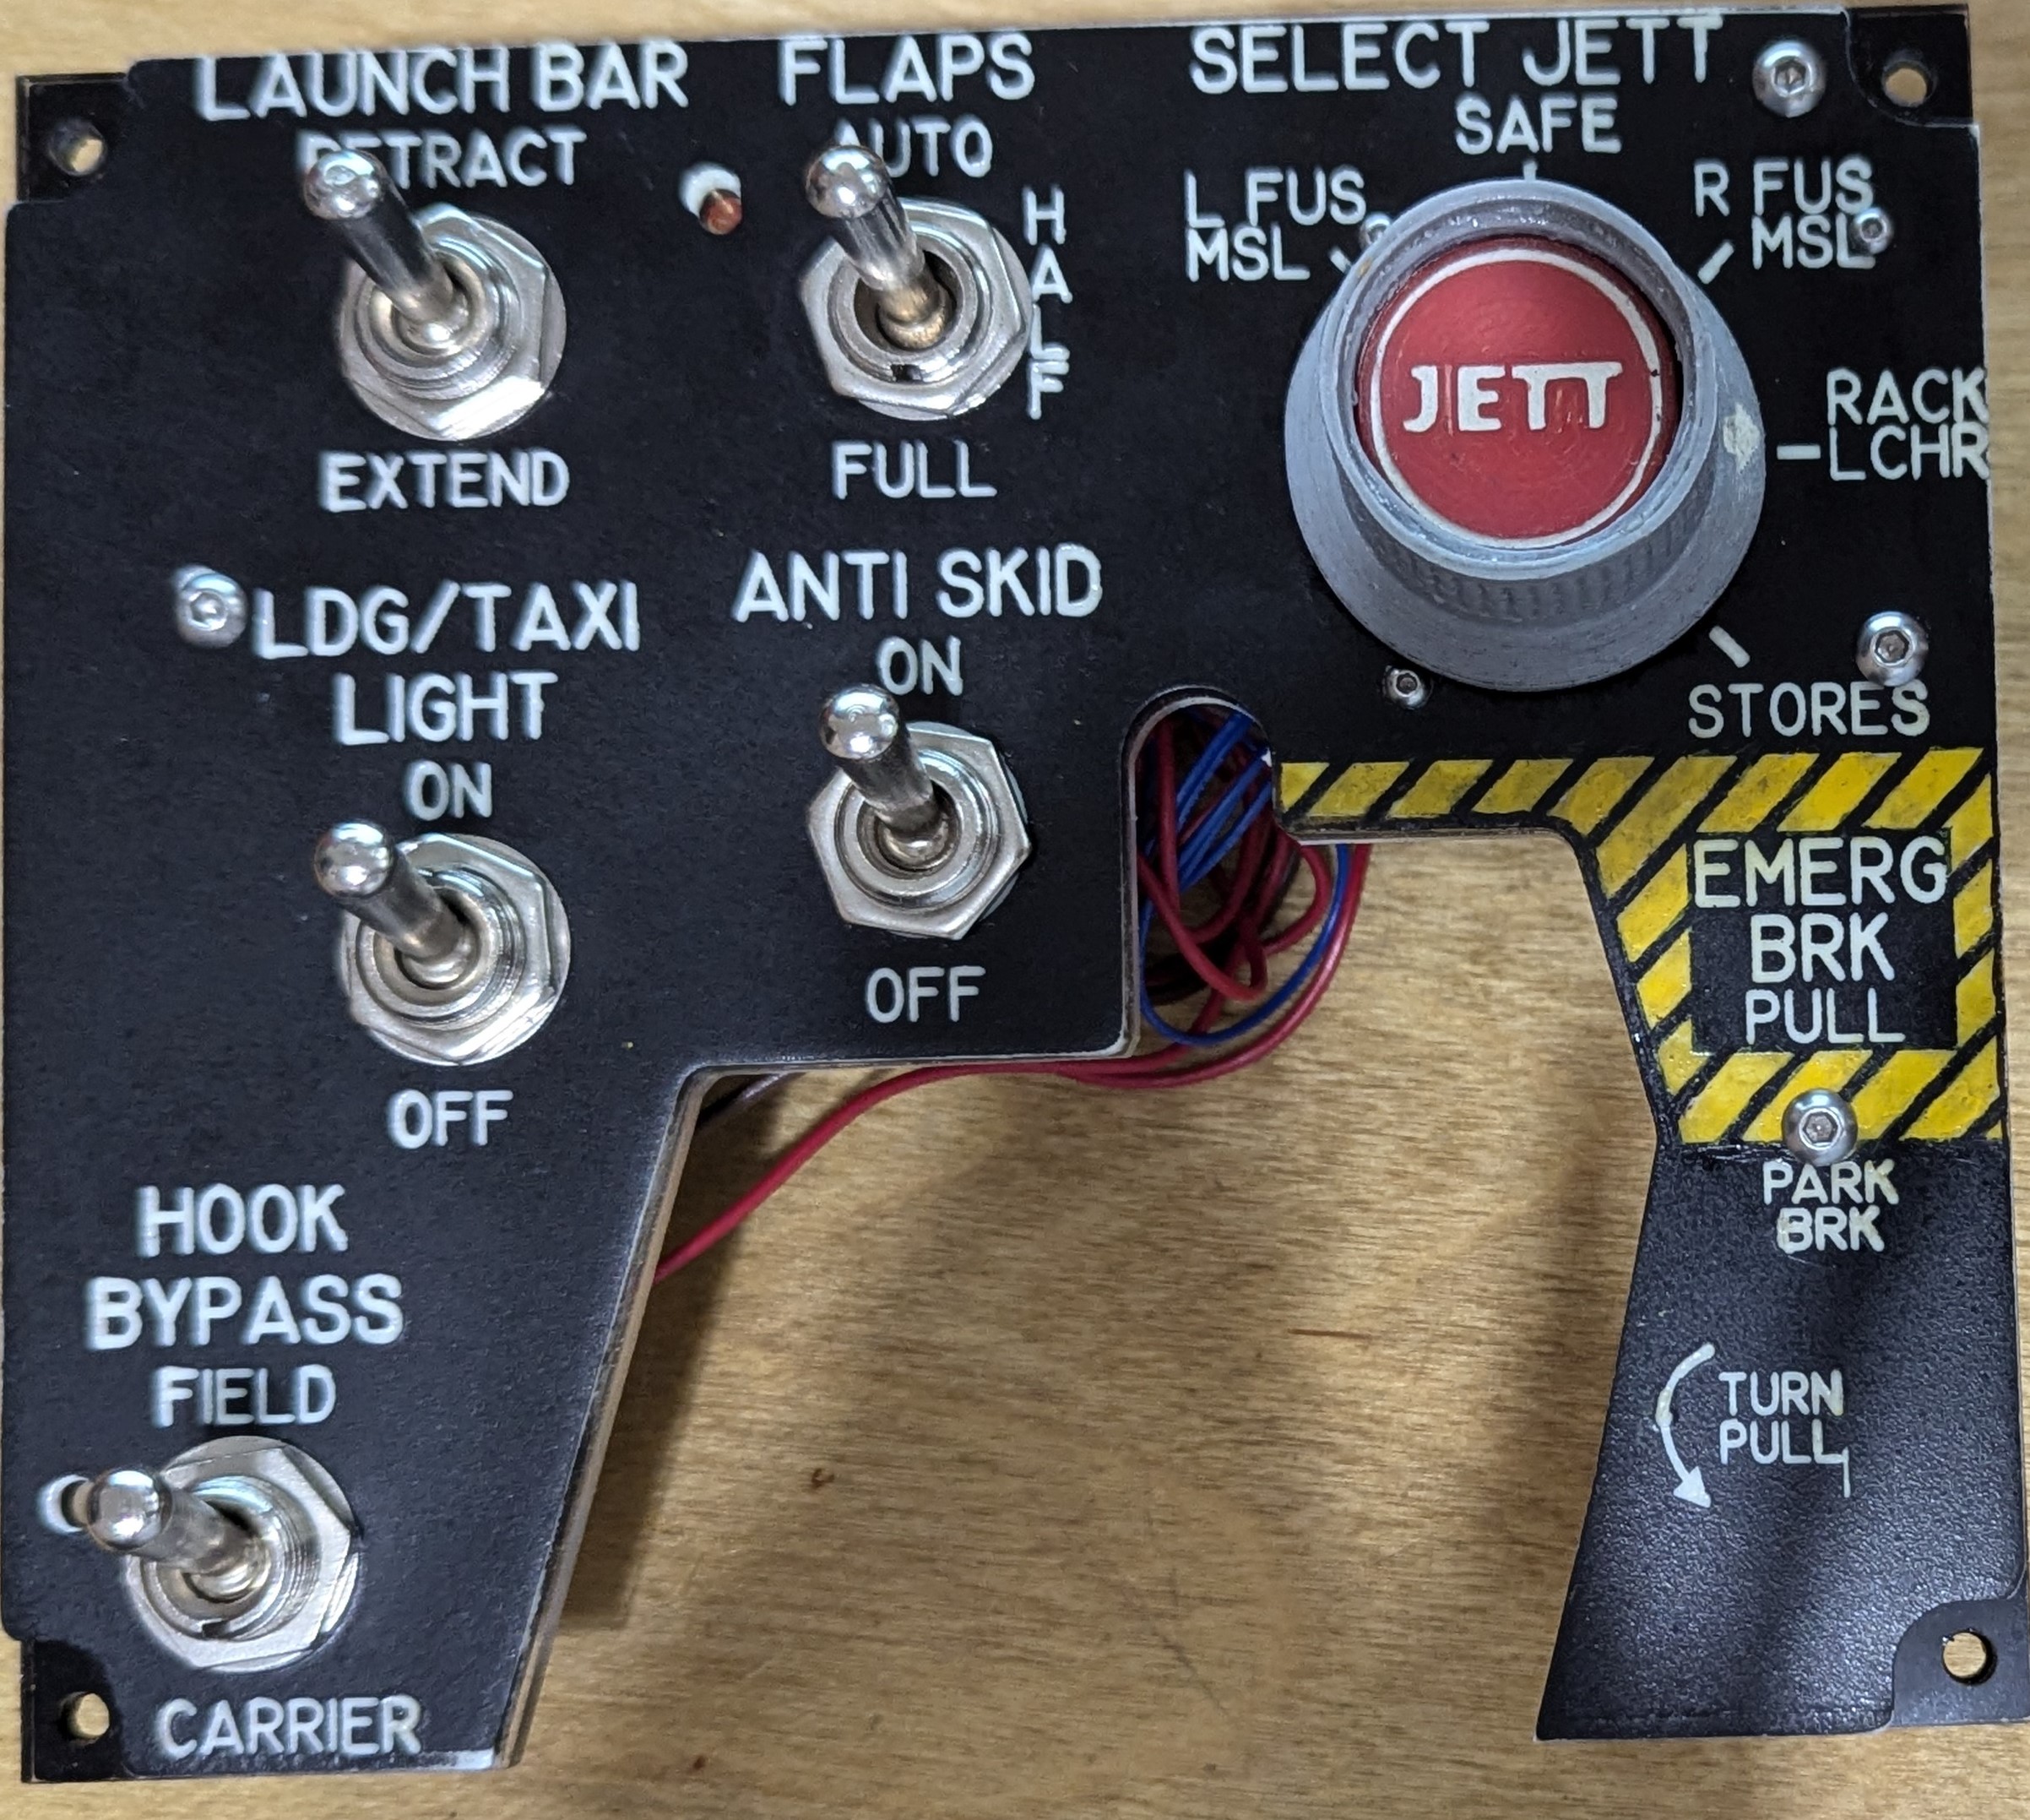 LAUNCH BAR
RETRACT
EXTEND
FLAPS
AUTO
HALF
FULL
SELECT JETT
SAFE
L FUS
MSL
R FUS
MSL
JETT
RACK
LCHR
STORES
LDG/TAXI
LIGHT
ON
OFF
ANTI SKID
ON
OFF
EMERG
BRK
PULL
PARK
BRK
TURN
PULL
HOOK
BYPASS
FIELD
CARRIER